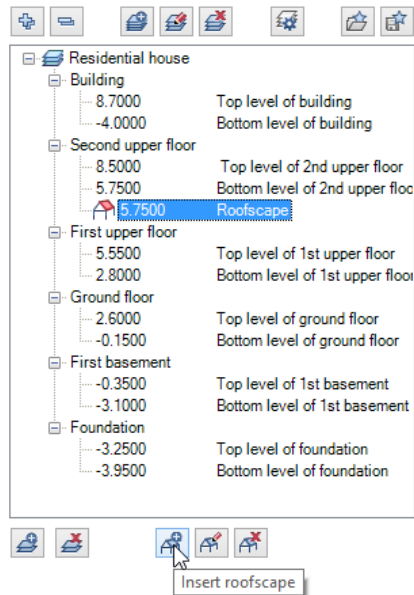 Residential house
Building
8.7000 Top level of building
-4.0000 Bottom level of building
Second upper floor
8.5000 Top level of 2nd upper floor
5.7500 Bottom level of 2nd upper floo
5.7500 Roofscape
First upper floor
5.5500 Top level of 1st upper floor
2.8000 Bottom level of 1st upper floor
Ground floor
2.6000 Top level of ground floor
-0.1500 Bottom level of ground floor
First basement
-0.3500 Top level of 1st basement
-3.1000 Bottom level of 1st basement
Foundation
-3.2500 Top level of foundation
-3.9500 Bottom level of foundation
Insert roofscape